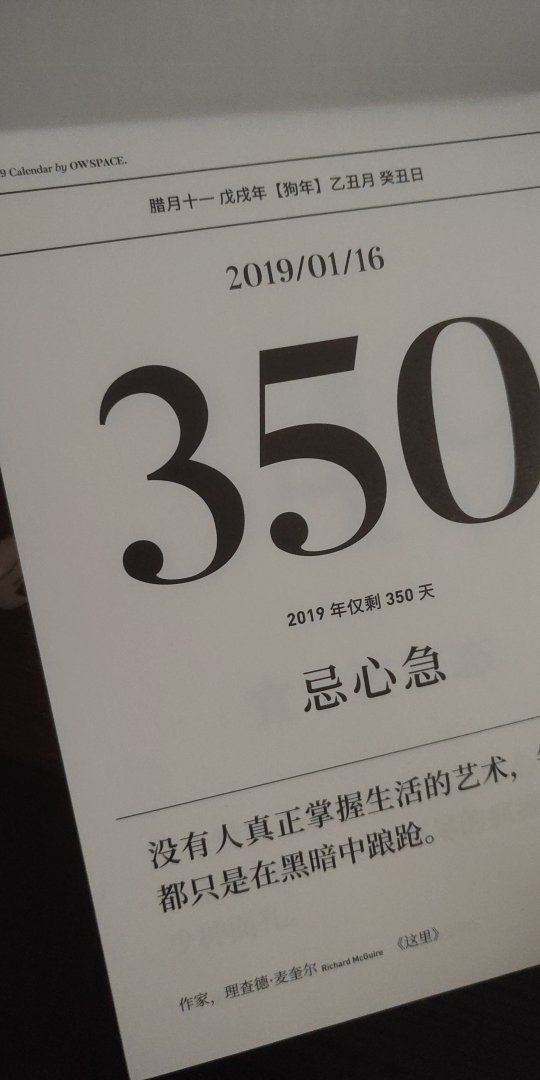 9 Calendar by OWSPACE.
腊月十一 戊戌年【狗年】乙丑月 癸丑日
2019/01/16
350
2019 年仅剩 350 天
忌心急
没有人真正掌握生活的艺术，
都只是在黑暗中踉跄。
作家，理查德·麦奎尔 Richard McGuire 《这里》